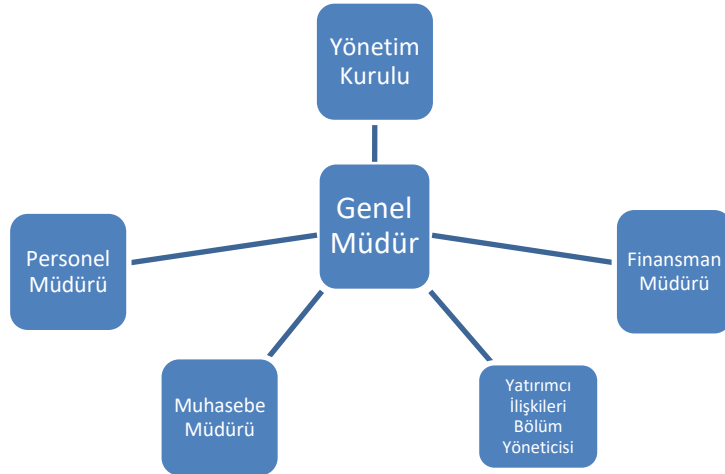 Yönetim
Kurulu
Genel
Müdür
Personel
Müdürü
Finansman
Müdürü
Muhasebe
Müdürü
Yatırımcı
İlişkileri
Bölüm
Yöneticisi